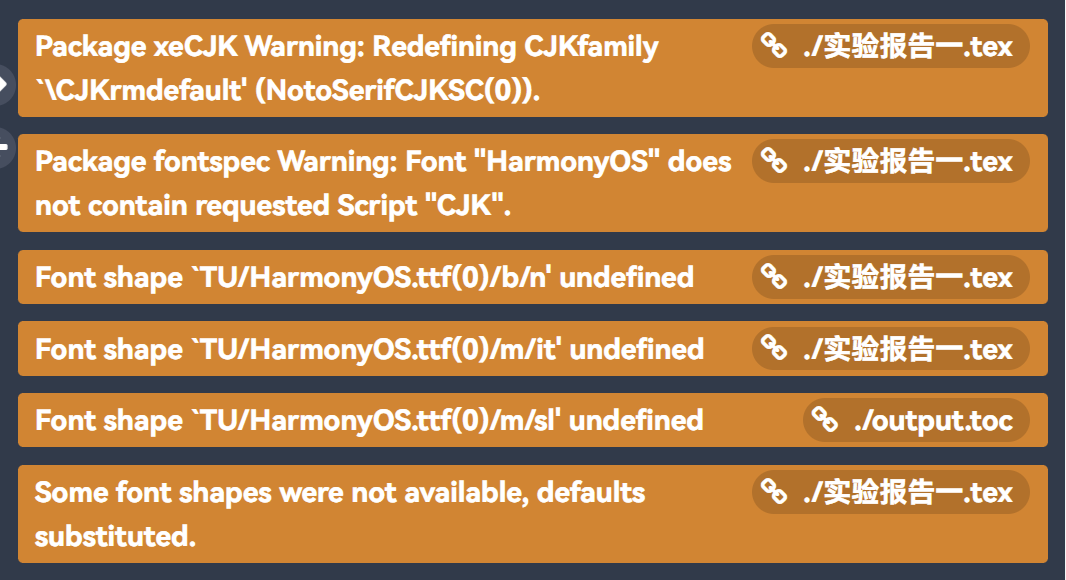 Package xeCJK Warning: Redefining CJKfamily
./实验报告一.tex
`\CJKrmdefault' (NotoSerifCJKSC(0)).
Package fontspec Warning: Font "HarmonyOS" does
./实验报告一.tex
not contain requested Script "CJK".
Font shape `TU/HarmonyOS.ttf(0)/b/n' undefined
./实验报告一.tex
Font shape `TU/HarmonyOS.ttf(0)/m/it' undefined
./实验报告一.tex
Font shape `TU/HarmonyOS.ttf(0)/m/sl' undefined
./output.toc
Some font shapes were not available, defaults
./实验报告一.tex
substituted.